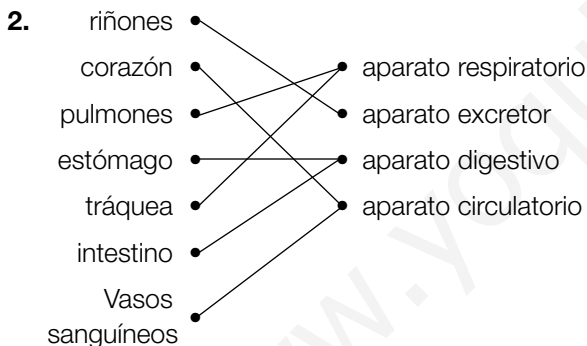 2.
riñones
corazón
pulmones
estómago
tráquea
intestino
Vasos
sanguíneos
aparato respiratorio
aparato excretor
aparato digestivo
aparato circulatorio